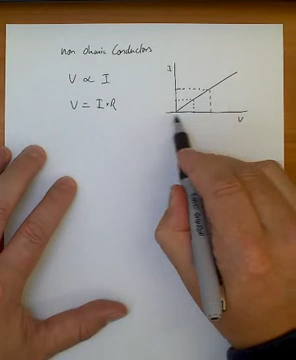 non ohmic Conductors
V ∝ I
V = I·R
I
V